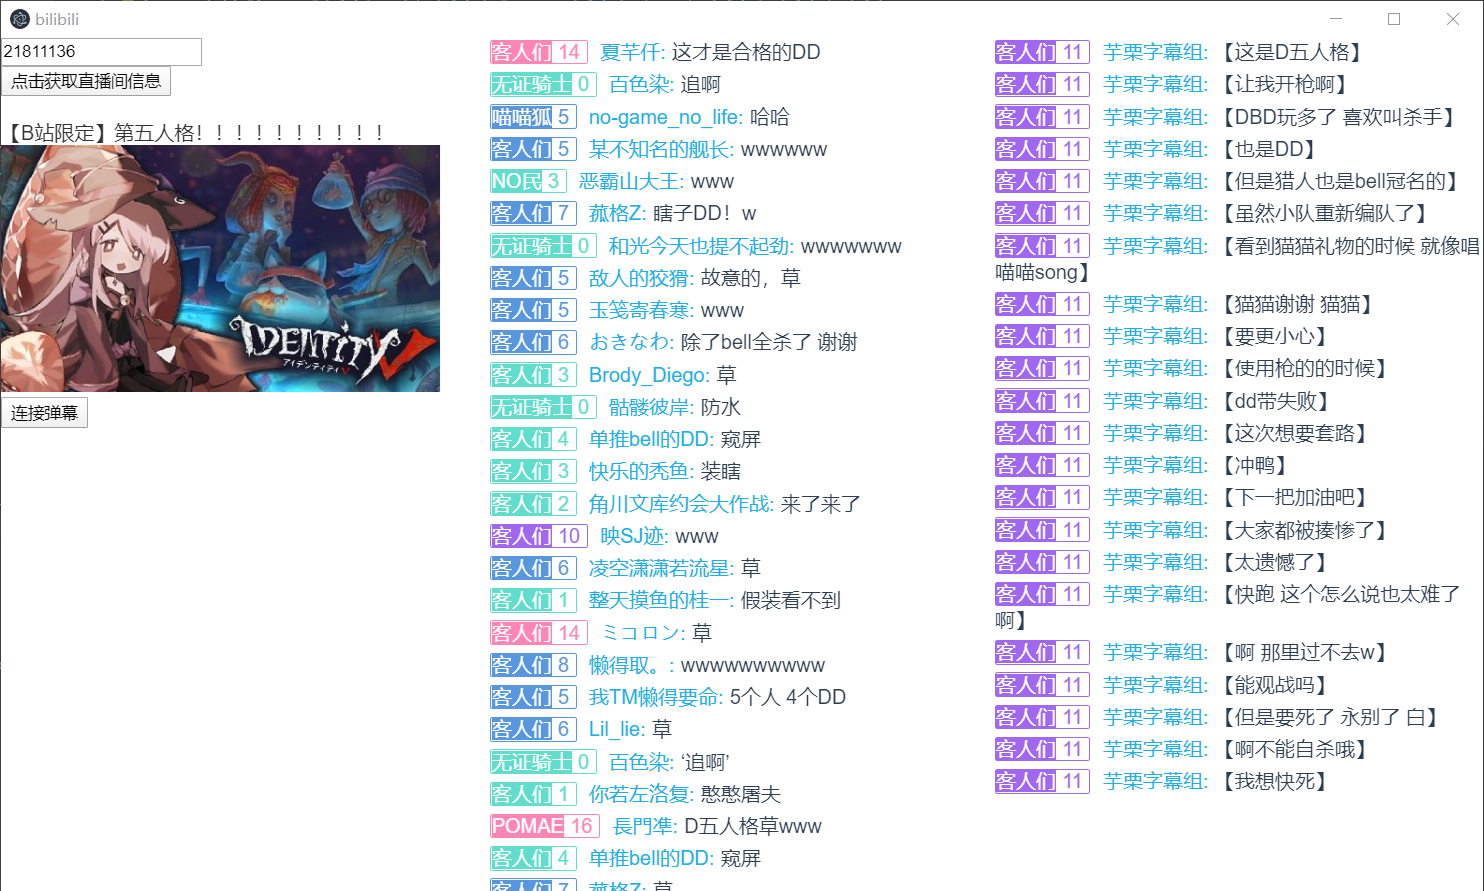 bilibili
21811136
点击获取直播间信息
【B站限定】第五人格！！！！！！！！！！
IDENTITY V
アイデンティティV
连接弹幕
客人们 14 夏芊仟: 这才是合格的DD
无证骑士 0 百色染: 追啊
喵喵狐 5 no-game_no_life: 哈哈
客人们 5 某不知名的舰长: wwwwww
NO民 3 恶霸山大王: www
客人们 7 菰格Z: 瞎子DD！w
无证骑士 0 和光今天也提不起劲: wwwwwww
客人们 5 敌人的狡猾: 故意的，草
客人们 5 玉笺寄春寒: www
客人们 6 おきなわ: 除了bell全杀了 谢谢
客人们 3 Brody_Diego: 草
无证骑士 0 骷髅彼岸: 防水
客人们 4 单推bell的DD: 窥屏
客人们 3 快乐的秃鱼: 装瞎
客人们 2 角川文库约会大作战: 来了来了
客人们 10 映SJ迹: www
客人们 6 凌空潇潇若流星: 草
客人们 1 整天摸鱼的桂一: 假装看不到
客人们 14 ミコロン: 草
客人们 8 懒得取。: wwwwwwwwww
客人们 5 我TM懒得要命: 5个人 4个DD
客人们 6 Lil_lie: 草
无证骑士 0 百色染: ‘追啊’
客人们 1 你若左洛复: 憨憨屠夫
POMAE 16 長門凖: D五人格草www
客人们 4 单推bell的DD: 窥屏
客人们 7 菰格Z: 草
客人们 11 芋栗字幕组: 【这是D五人格】
客人们 11 芋栗字幕组: 【让我开枪啊】
客人们 11 芋栗字幕组: 【DBD玩多了 喜欢叫杀手】
客人们 11 芋栗字幕组: 【也是DD】
客人们 11 芋栗字幕组: 【但是猎人也是bell冠名的】
客人们 11 芋栗字幕组: 【虽然小队重新编队了】
客人们 11 芋栗字幕组: 【看到猫猫礼物的时候 就像唱
喵喵song】
客人们 11 芋栗字幕组: 【猫猫谢谢 猫猫】
客人们 11 芋栗字幕组: 【要更小心】
客人们 11 芋栗字幕组: 【使用枪的的时候】
客人们 11 芋栗字幕组: 【dd带失败】
客人们 11 芋栗字幕组: 【这次想要套路】
客人们 11 芋栗字幕组: 【冲鸭】
客人们 11 芋栗字幕组: 【下一把加油吧】
客人们 11 芋栗字幕组: 【大家都被揍惨了】
客人们 11 芋栗字幕组: 【太遗憾了】
客人们 11 芋栗字幕组: 【快跑 这个怎么说也太难了
啊】
客人们 11 芋栗字幕组: 【啊 那里过不去w】
客人们 11 芋栗字幕组: 【能观战吗】
客人们 11 芋栗字幕组: 【但是要死了 永别了 白】
客人们 11 芋栗字幕组: 【啊不能自杀哦】
客人们 11 芋栗字幕组: 【我想快死】